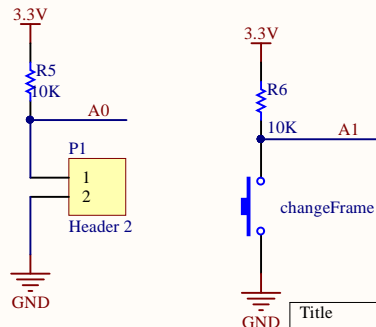 3.3V
R5
10K
A0
P1
1
2
Header 2
GND
3.3V
R6
10K
A1
changeFrame
GND
Title